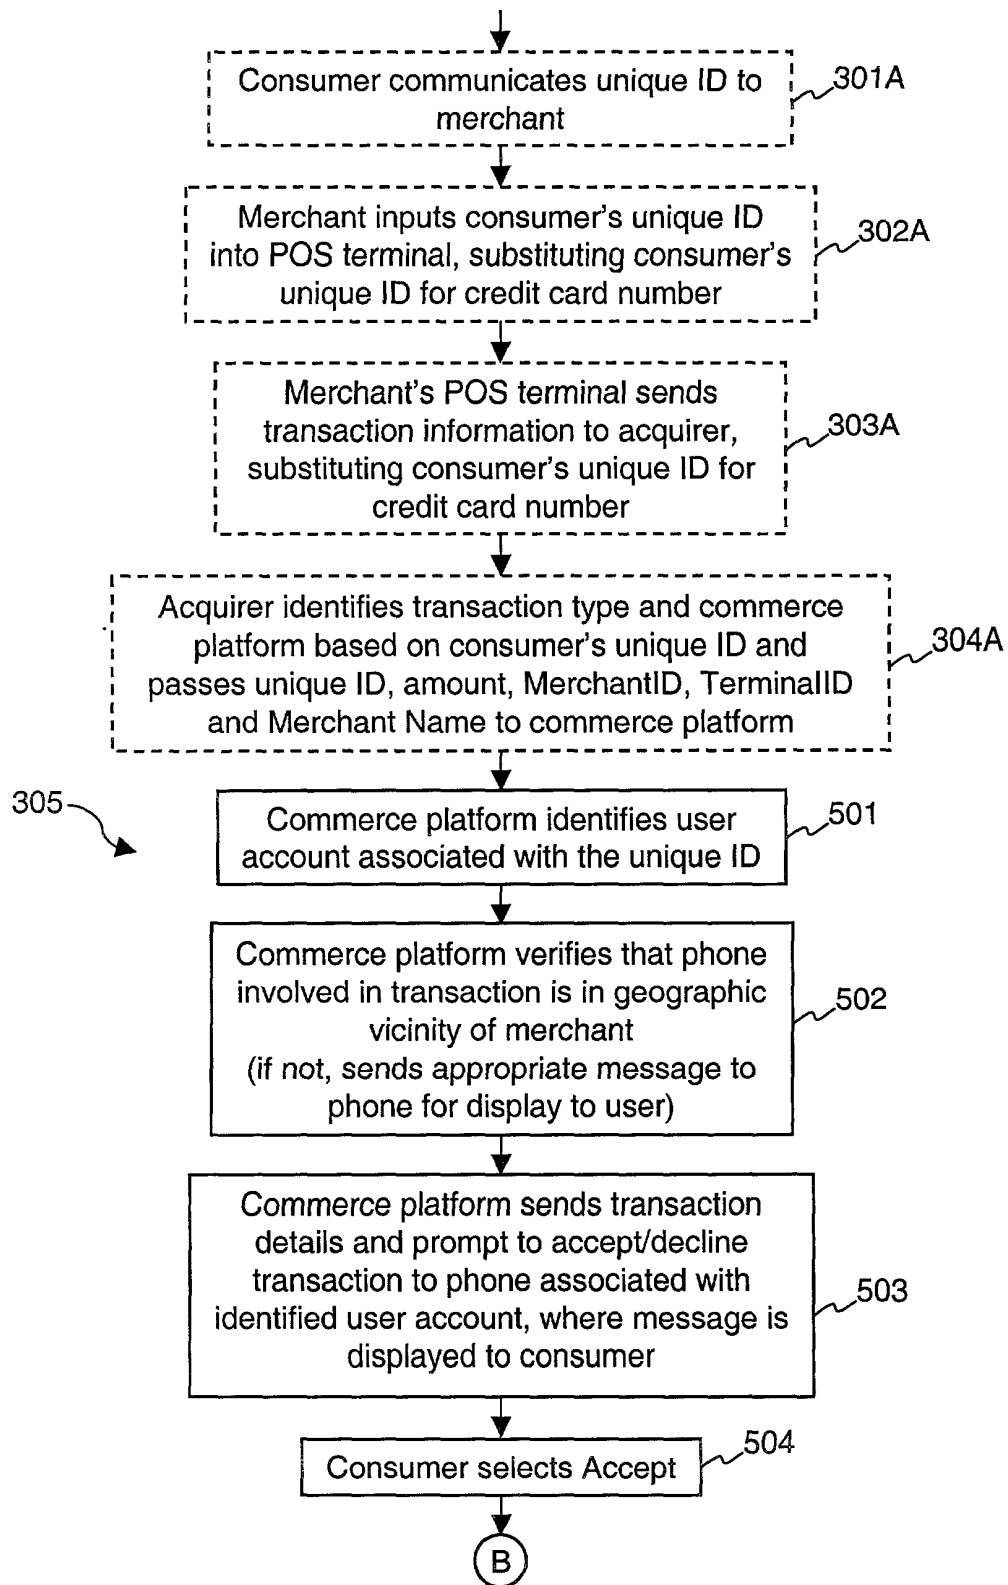 Consumer communicates unique ID to
merchant
301A
Merchant inputs consumer's unique ID
into POS terminal, substituting consumer's
unique ID for credit card number
302A
Merchant's POS terminal sends
transaction information to acquirer,
substituting consumer's unique ID for
credit card number
303A
Acquirer identifies transaction type and commerce
platform based on consumer's unique ID and
passes unique ID, amount, MerchantID, TerminalID
and Merchant Name to commerce platform
304A
305
Commerce platform identifies user
account associated with the unique ID
501
Commerce platform verifies that phone
involved in transaction is in geographic
vicinity of merchant
(if not, sends appropriate message to
phone for display to user)
502
Commerce platform sends transaction
details and prompt to accept/decline
transaction to phone associated with
identified user account, where message is
displayed to consumer
503
Consumer selects Accept
504
B